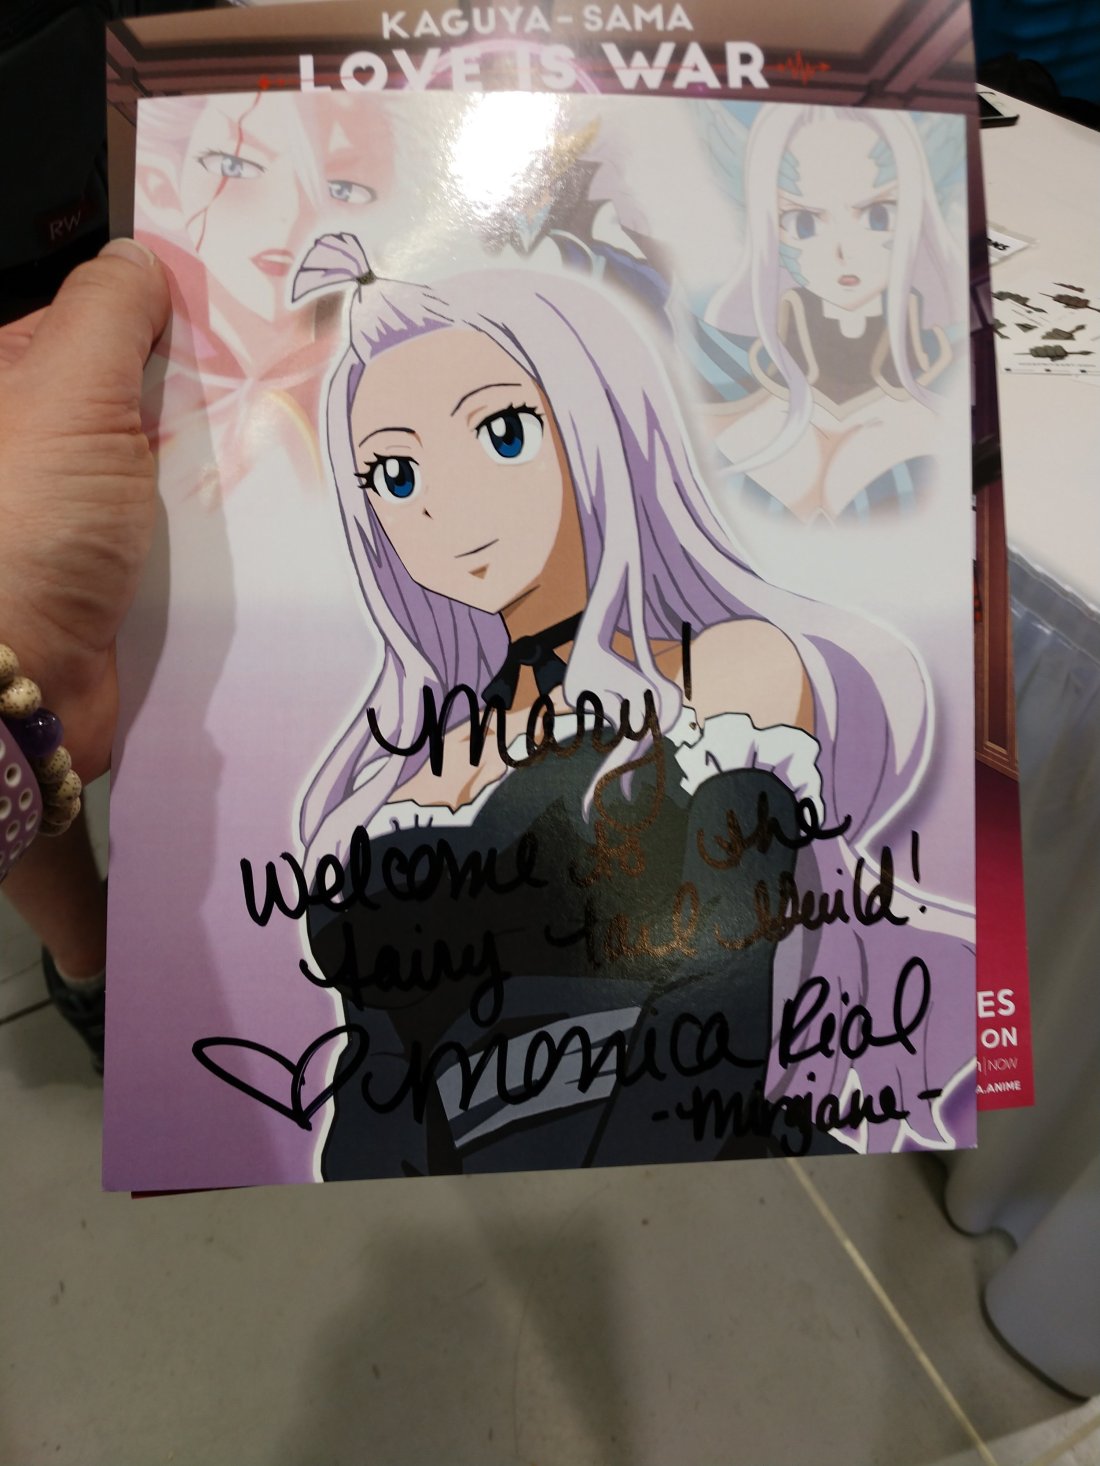 KAGUYA-SAMA
LOVE IS WAR
RW
Mary!
Welcome to the
fairy tail Guild!
Monica Rial
-Mirajane-
ES
ON
NOW
A.ANIME